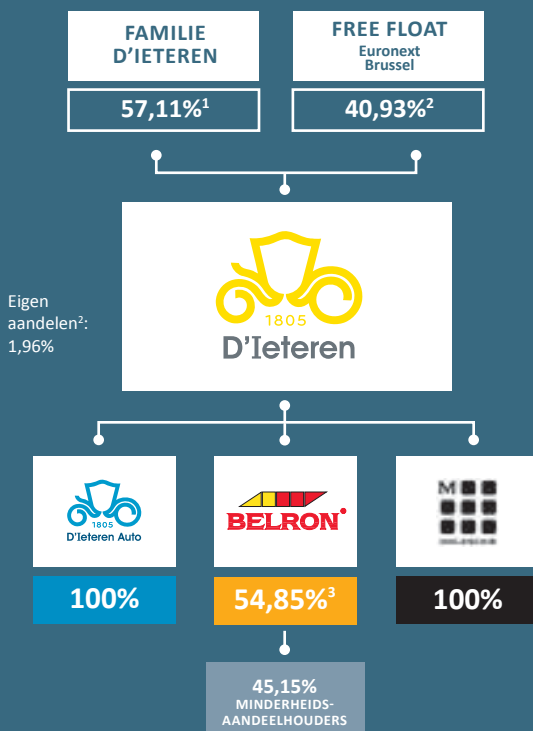 FAMILIE
D'IETEREN
57,11%¹
FREE FLOAT
Euronext
Brussel
40,93%²
Eigen
aandelen²:
1,96%
1805
D'Ieteren
1805
D'Ieteren Auto
100%
BELRON®
54,85%³
M
100%
45,15%
MINDERHEIDS-
AANDEELHOUDERS